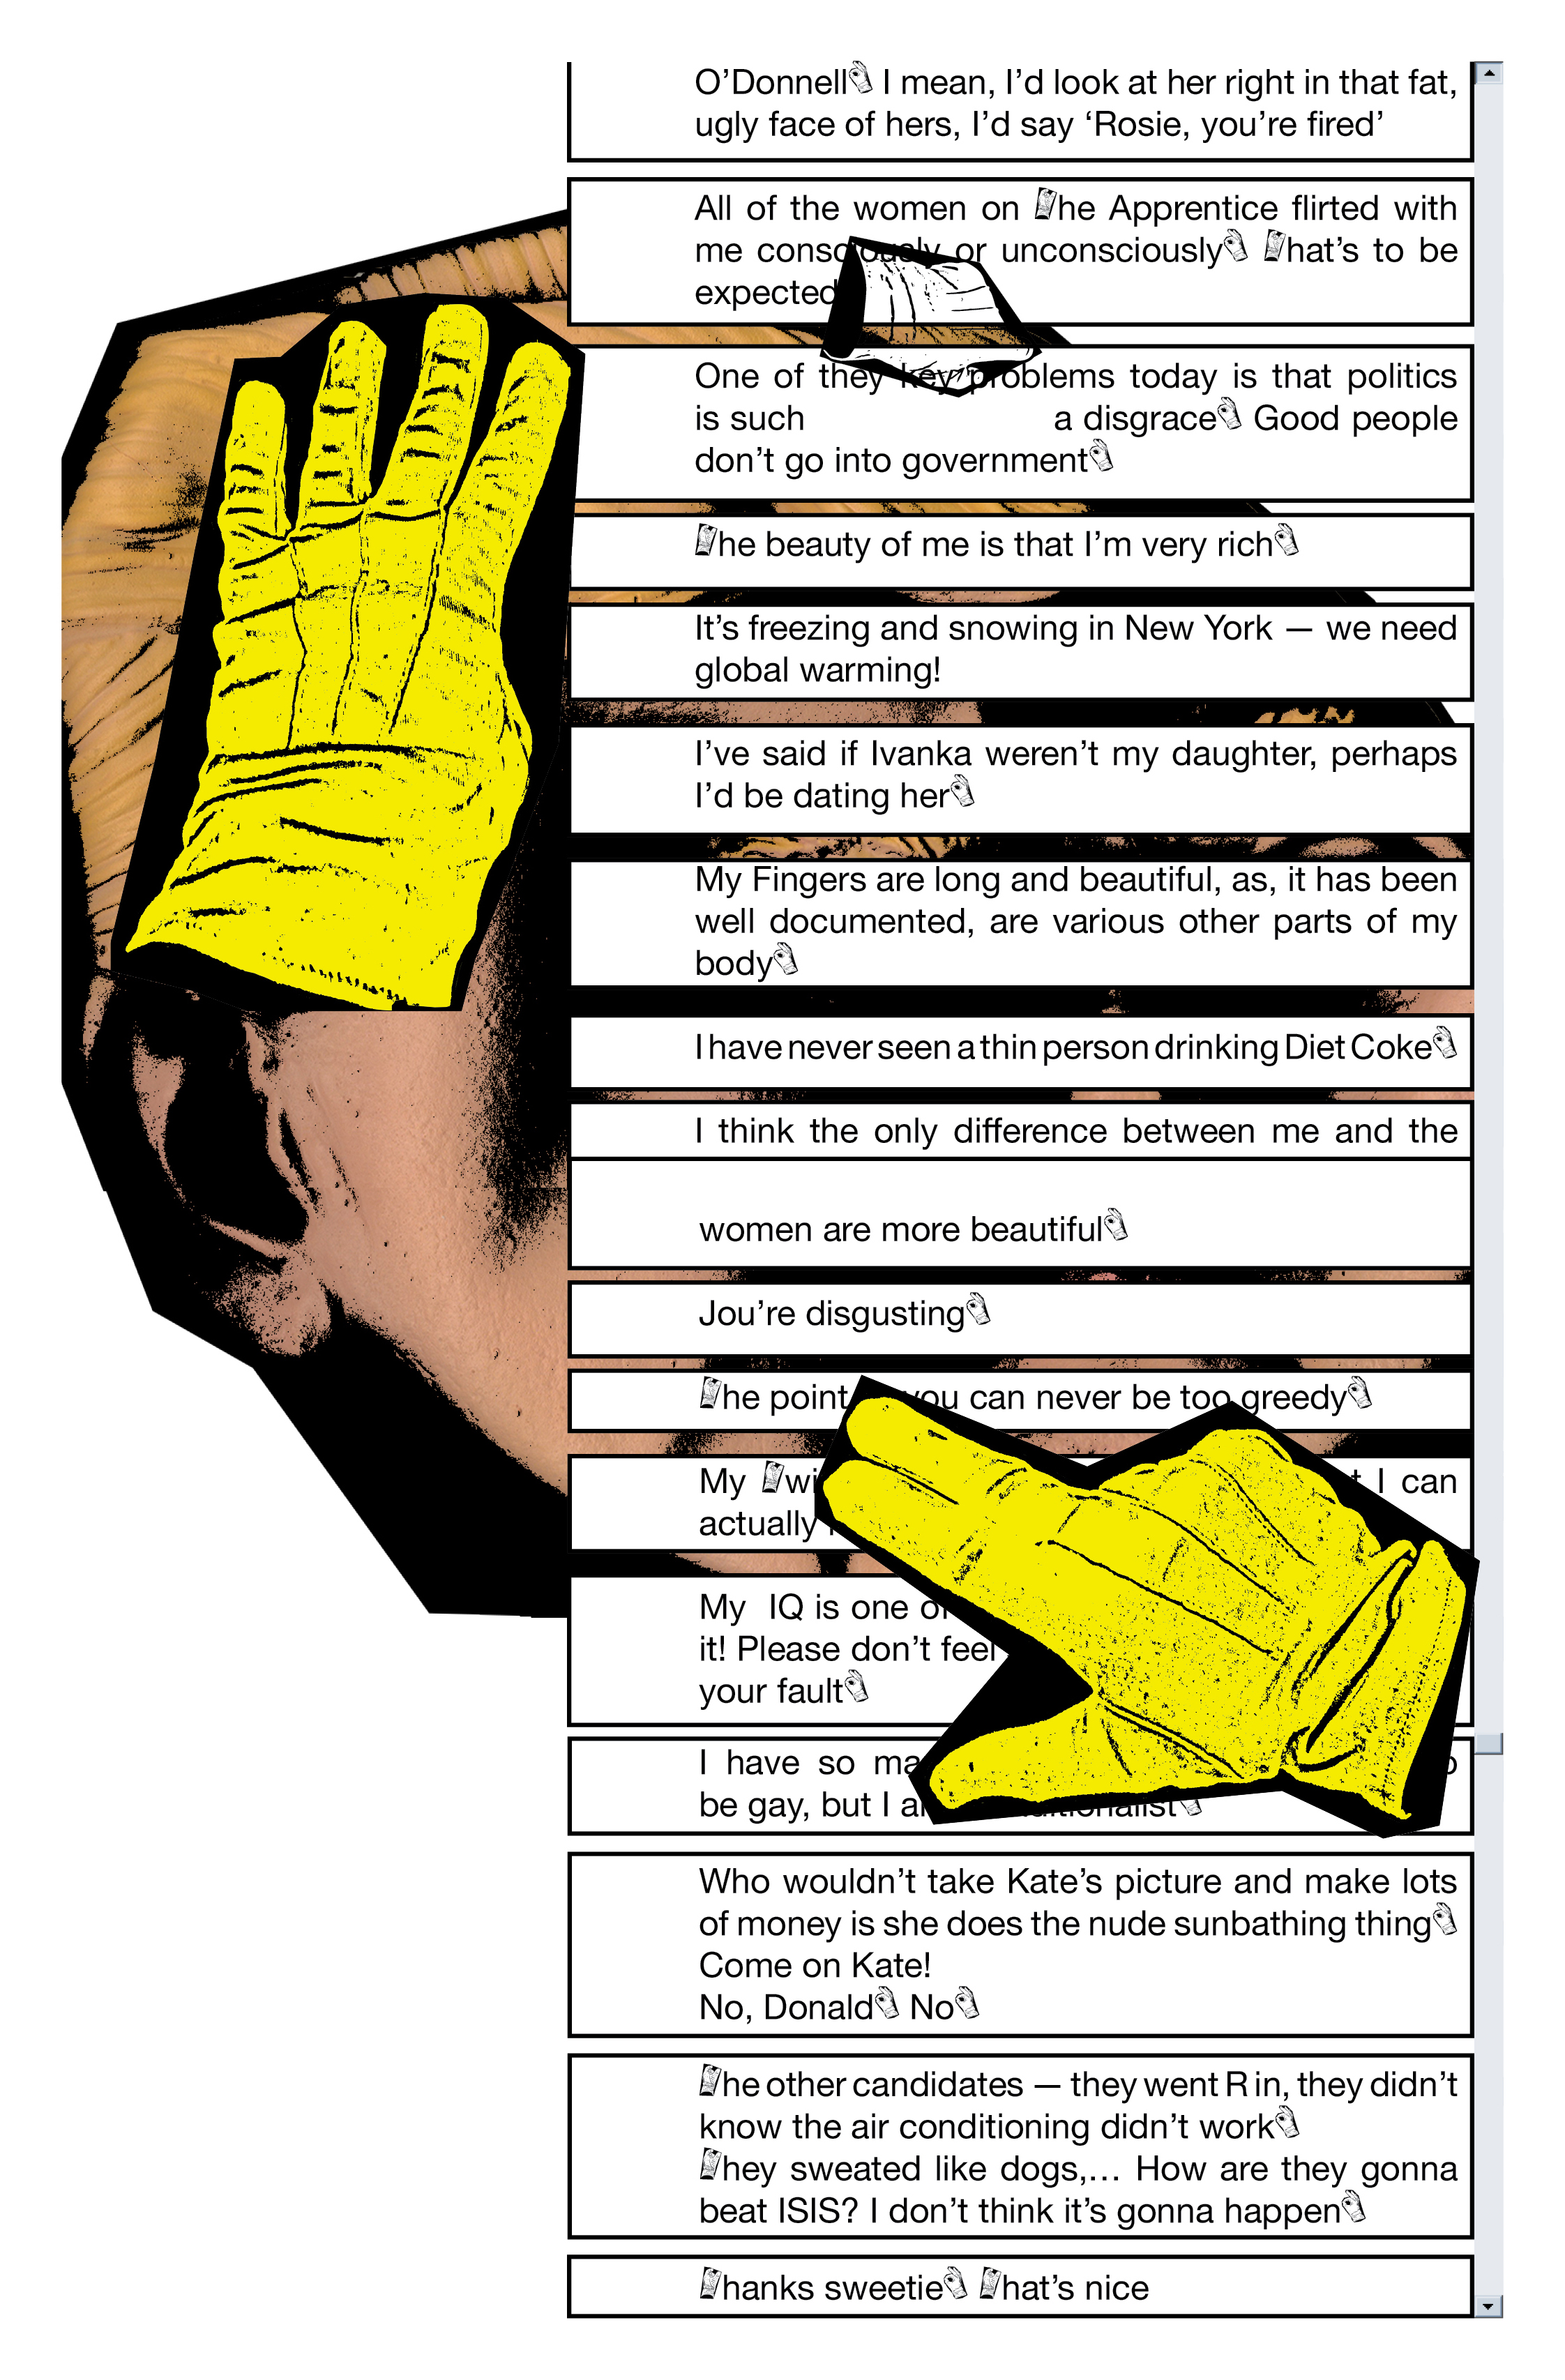 O’Donnell I mean, I’d look at her right in that fat,
ugly face of hers, I’d say ‘Rosie, you’re fired’
All of the women on he Apprentice flirted with
me consciously or unconsciously hat’s to be
expected
One of they key problems today is that politics
is such a disgrace Good people
don’t go into government
he beauty of me is that I’m very rich
It’s freezing and snowing in New York — we need
global warming!
I’ve said if Ivanka weren’t my daughter, perhaps
I’d be dating her
My Fingers are long and beautiful, as, it has been
well documented, are various other parts of my
body
I have never seen a thin person drinking Diet Coke
I think the only difference between me and the
women are more beautiful
Jou’re disgusting
he point you can never be too greedy
My I can
actually
My IQ is one of
it! Please don’t feel
your fault
I have so
be gay, but I
Who wouldn’t take Kate’s picture and make lots
of money is she does the nude sunbathing thing
Come on Kate!
No, Donald No
he other candidates — they went R in, they didn’t
know the air conditioning didn’t work
hey sweated like dogs,… How are they gonna
beat ISIS? I don’t think it’s gonna happen
hanks sweetie hat’s nice